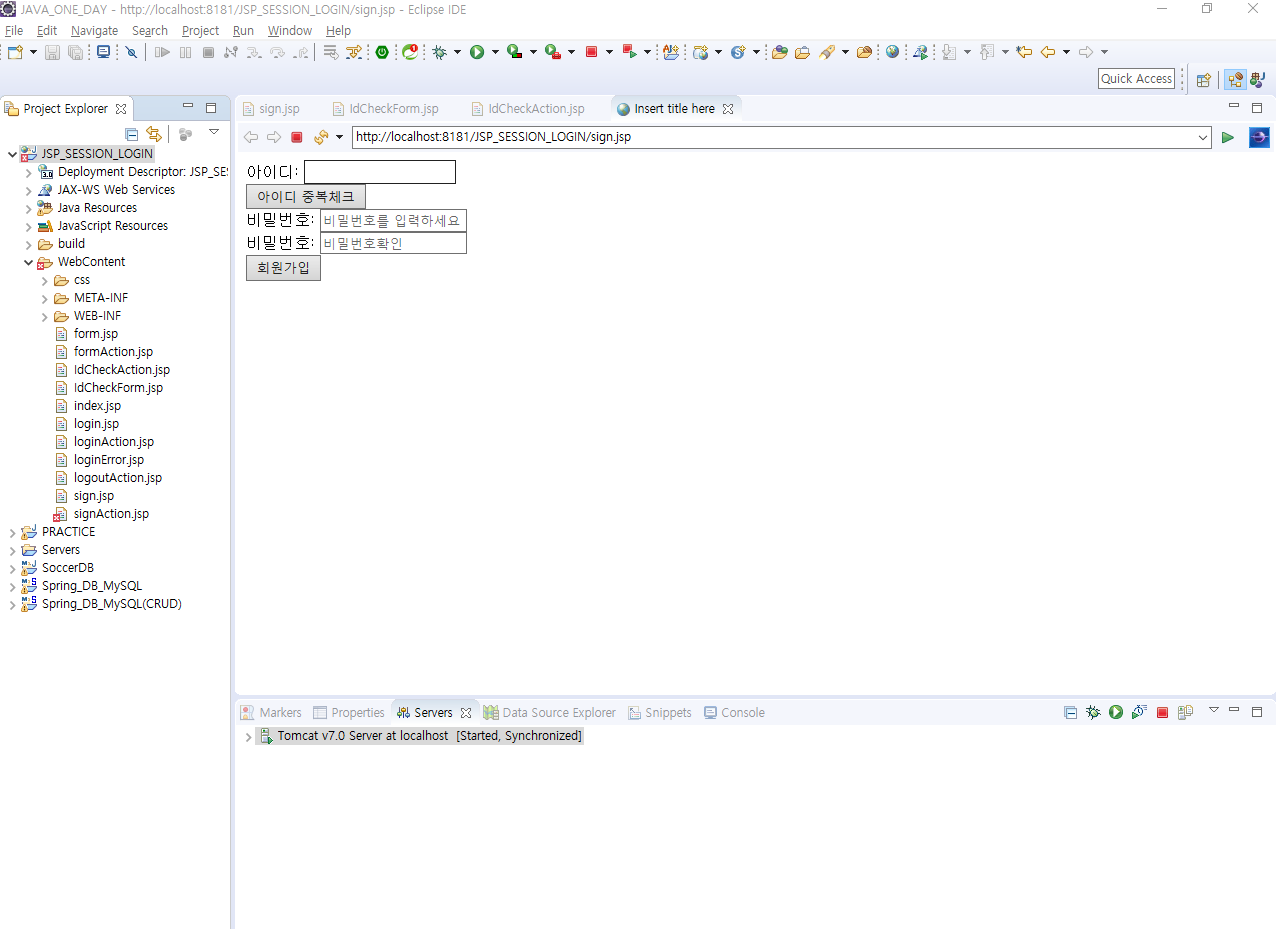 JAVA_ONE_DAY - http://localhost:8181/JSP_SESSION_LOGIN/sign.jsp - Eclipse IDE
File Edit Navigate Search Project Run Window Help
Quick Access
Project Explorer
sign.jsp IdCheckForm.jsp IdCheckAction.jsp Insert title here
http://localhost:8181/JSP_SESSION_LOGIN/sign.jsp
JSP_SESSION_LOGIN
Deployment Descriptor: JSP_SES
JAX-WS Web Services
Java Resources
JavaScript Resources
build
WebContent
css
META-INF
WEB-INF
form.jsp
formAction.jsp
IdCheckAction.jsp
IdCheckForm.jsp
index.jsp
login.jsp
loginAction.jsp
loginError.jsp
logoutAction.jsp
sign.jsp
signAction.jsp
PRACTICE
Servers
SoccerDB
Spring_DB_MySQL
Spring_DB_MySQL(CRUD)
아이디:
아이디 중복체크
비밀번호: 비밀번호를 입력하세요
비밀번호: 비밀번호확인
회원가입
Markers Properties Servers Data Source Explorer Snippets Console
Tomcat v7.0 Server at localhost [Started, Synchronized]